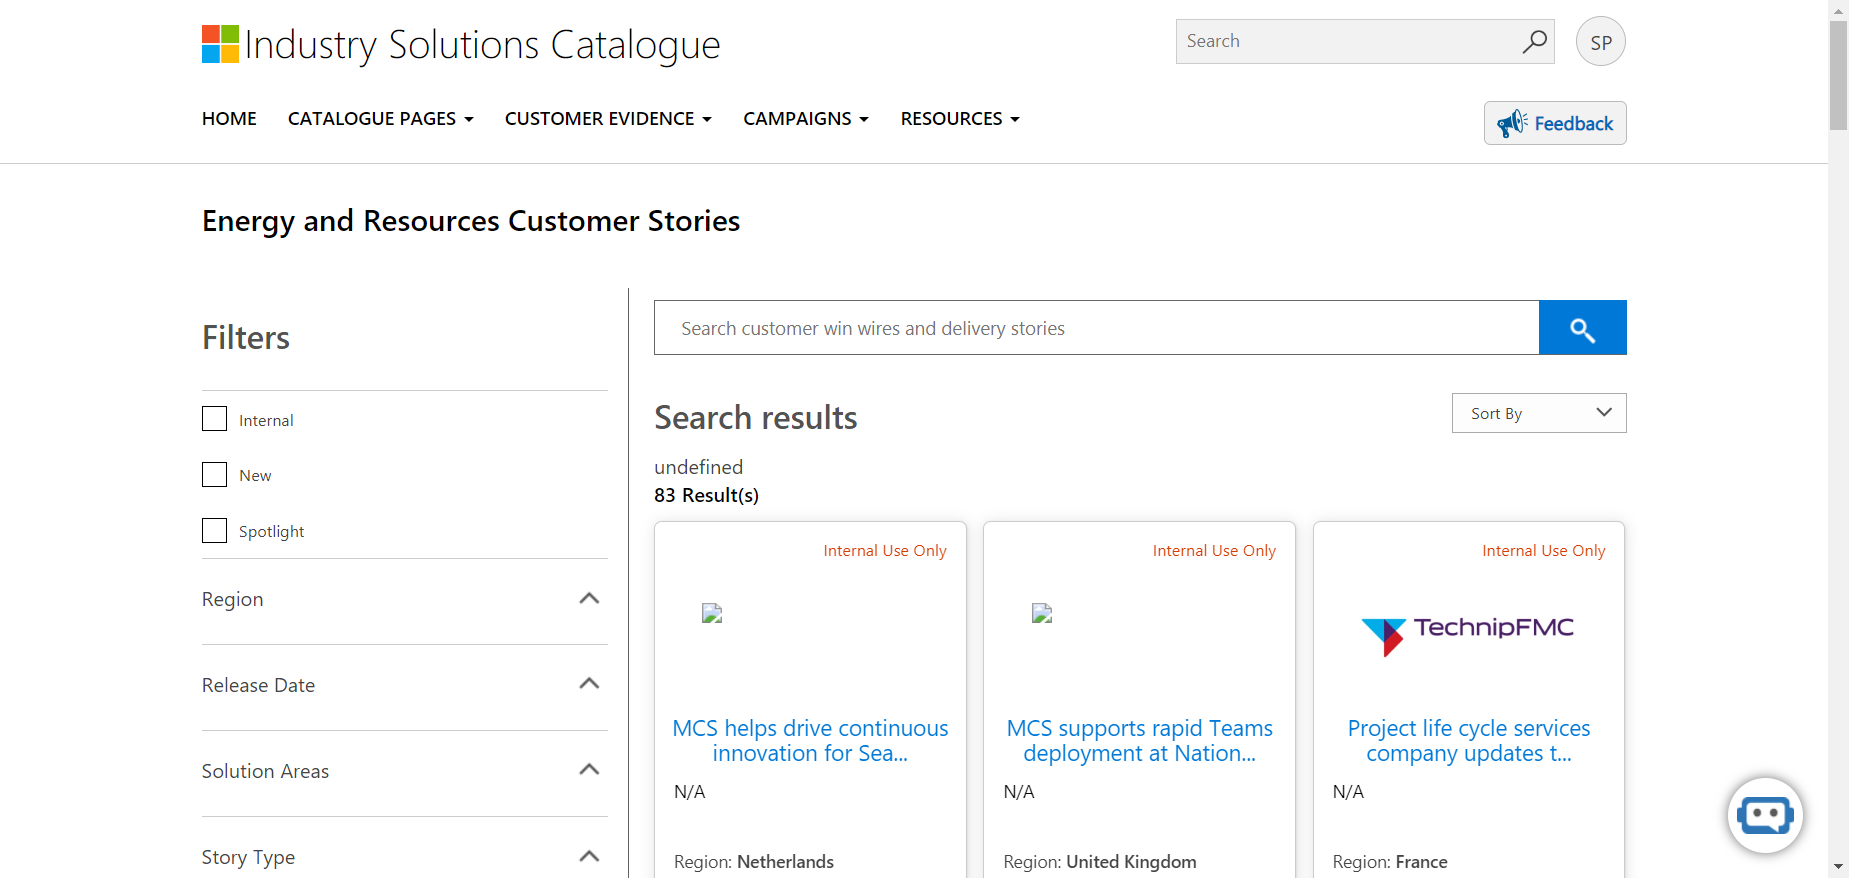 Industry Solutions Catalogue
Search
SP
HOME
CATALOGUE PAGES
CUSTOMER EVIDENCE
CAMPAIGNS
RESOURCES
Feedback
Energy and Resources Customer Stories
Filters
Internal
New
Spotlight
Region
Release Date
Solution Areas
Story Type
Search customer win wires and delivery stories
Search results
Sort By
undefined
83 Result(s)
Internal Use Only
MCS helps drive continuous
innovation for Sea...
N/A
Region: Netherlands
Internal Use Only
MCS supports rapid Teams
deployment at Nation...
N/A
Region: United Kingdom
Internal Use Only
TechnipFMC
Project life cycle services
company updates t...
N/A
Region: France